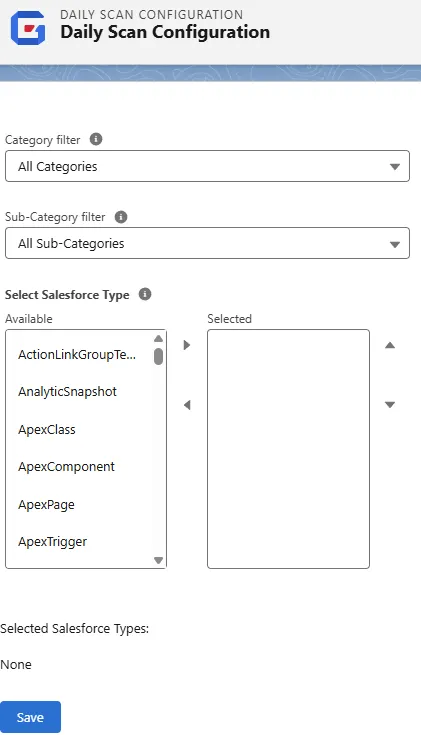 DAILY SCAN CONFIGURATION
Daily Scan Configuration
Category filter
All Categories
Sub-Category filter
All Sub-Categories
Select Salesforce Type
Available
Selected
ActionLinkGroupTe...
AnalyticSnapshot
ApexClass
ApexComponent
ApexPage
ApexTrigger
Selected Salesforce Types:
None
Save